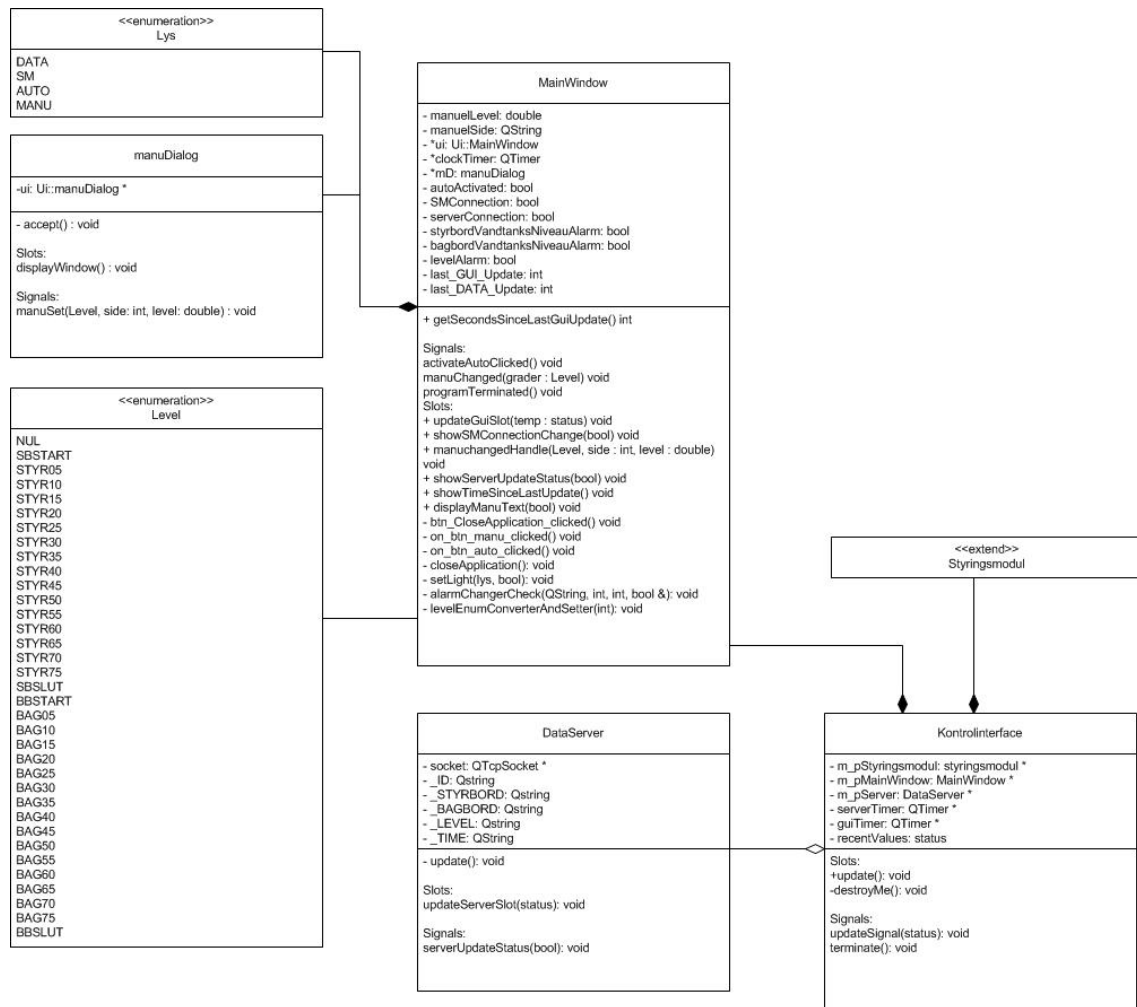 <<enumeration>>
Lys
DATA
SM
AUTO
MANU
manuDialog
-ui: Ui::manuDialog *
- accept() : void
Slots:
displayWindow() : void
Signals:
manuSet(Level, side: int, level: double) : void
<<enumeration>>
Level
NUL
SBSTART
STYR05
STYR10
STYR15
STYR20
STYR25
STYR30
STYR35
STYR40
STYR45
STYR50
STYR55
STYR60
STYR65
STYR70
STYR75
SBSLUT
BBSTART
BAG05
BAG10
BAG15
BAG20
BAG25
BAG30
BAG35
BAG40
BAG45
BAG50
BAG55
BAG60
BAG65
BAG70
BAG75
BBSLUT
MainWindow
- manuelLevel: double
- manuelSide: QString
- *ui: Ui::MainWindow
- *clockTimer: QTimer
- *mD: manuDialog
- autoActivated: bool
- SMConnection: bool
- serverConnection: bool
- styrbordVandtanksNiveauAlarm: bool
- bagbordVandtanksNiveauAlarm: bool
- levelAlarm: bool
- last_GUI_Update: int
- last_DATA_Update: int
+ getSecondsSinceLastGuiUpdate() int
Signals:
activateAutoClicked() void
manuChanged(grader : Level) void
programTerminated() void
Slots:
+ updateGuiSlot(temp : status) void
+ showSMConnectionChange(bool) void
+ manuchangedHandle(Level, side : int, level : double)
void
+ showServerUpdateStatus(bool) void
+ showTimeSinceLastUpdate() void
+ displayManuText(bool) void
- btn_CloseApplication_clicked() void
- on_btn_manu_clicked() void
- on_btn_auto_clicked() void
- closeApplication(): void
- setLight(lys, bool): void
- alarmChangerCheck(QString, int, int, bool &): void
- levelEnumConverterAndSetter(int): void
<<extend>>
Styringsmodul
DataServer
- socket: QTcpSocket *
- _ID: Qstring
- _STYRBORD: Qstring
- _BAGBORD: Qstring
- _LEVEL: Qstring
- _TIME: QString
- update(): void
Slots:
updateServerSlot(status): void
Signals:
serverUpdateStatus(bool): void
Kontrolinterface
- m_pStyringsmodul: styringsmodul *
- m_pMainWindow: MainWindow *
- m_pServer: DataServer *
- serverTimer: QTimer *
- guiTimer: QTimer *
- recentValues: status
Slots:
+update(): void
-destroyMe(): void
Signals:
updateSignal(status): void
terminate(): void